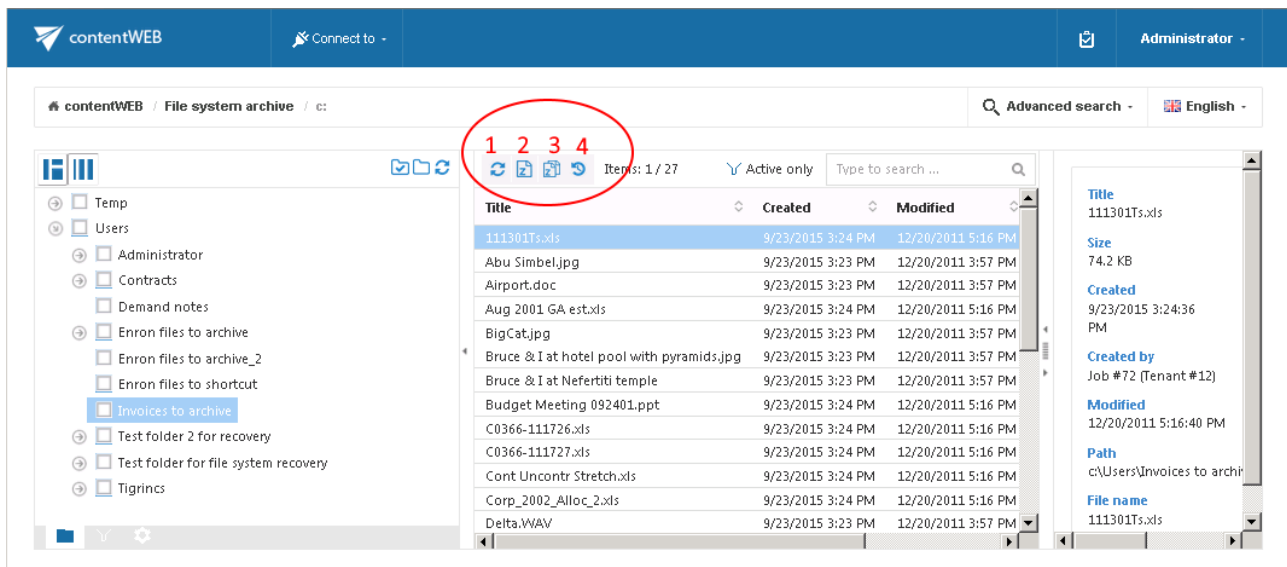 contentWEB
Connect to
Administrator
contentWEB / File system archive / c:
Advanced search
English
1 2 3 4
Items: 1 / 27
Active only
Type to search ...
Temp
Users
Administrator
Contracts
Demand notes
Enron files to archive
Enron files to archive_2
Enron files to shortcut
Invoices to archive
Test folder 2 for recovery
Test folder for file system recovery
Tigrincs
Title Created Modified
111301Ts.xls 9/23/2015 3:24 PM 12/20/2011 5:16 PM
Abu Simbel.jpg 9/23/2015 3:23 PM 12/20/2011 3:57 PM
Airport.doc 9/23/2015 3:23 PM 12/20/2011 3:57 PM
Aug 2001 GA est.xls 9/23/2015 3:24 PM 12/20/2011 5:16 PM
BigCat.jpg 9/23/2015 3:23 PM 12/20/2011 3:57 PM
Bruce & I at hotel pool with pyramids.jpg 9/23/2015 3:23 PM 12/20/2011 3:57 PM
Bruce & I at Nefertiti temple 9/23/2015 3:23 PM 12/20/2011 3:57 PM
Budget Meeting 092401.ppt 9/23/2015 3:24 PM 12/20/2011 5:16 PM
C0366-111726.xls 9/23/2015 3:24 PM 12/20/2011 5:16 PM
C0366-111727.xls 9/23/2015 3:24 PM 12/20/2011 5:16 PM
Cont Uncontr Stretch.xls 9/23/2015 3:24 PM 12/20/2011 5:16 PM
Corp_2002_Alloc_2.xls 9/23/2015 3:24 PM 12/20/2011 5:16 PM
Delta.WAV 9/23/2015 3:23 PM 12/20/2011 3:57 PM
Title
111301Ts.xls
Size
74.2 KB
Created
9/23/2015 3:24:36
PM
Created by
Job #72 (Tenant #12)
Modified
12/20/2011 5:16:40 PM
Path
c:\Users\Invoices to archi
File name
111301Ts.xls